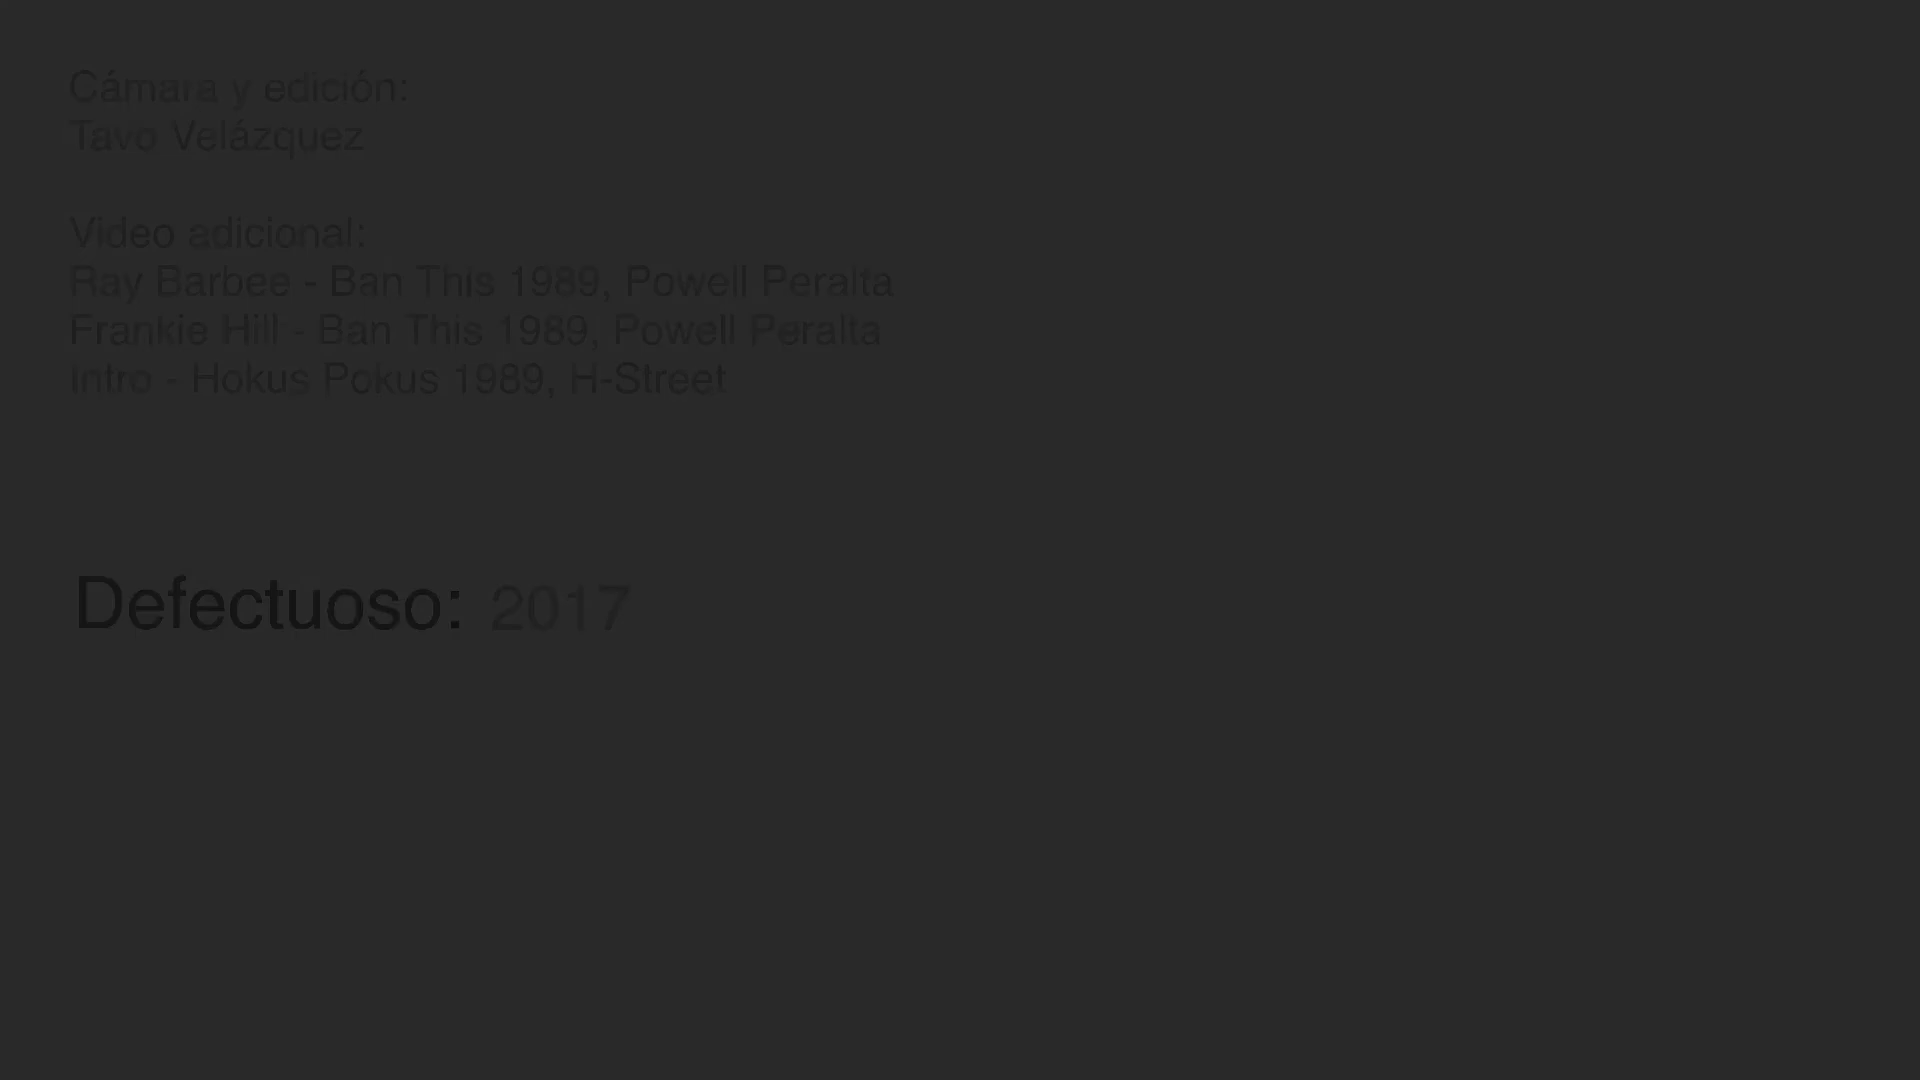 Cámara y edición:
Tavo Velázquez
Video adicional:
Ray Barbee - Ban This 1989, Powell Peralta
Frankie Hill - Ban This 1989, Powell Peralta
Intro - Hokus Pokus 1989, H-Street
Defectuoso: 2017